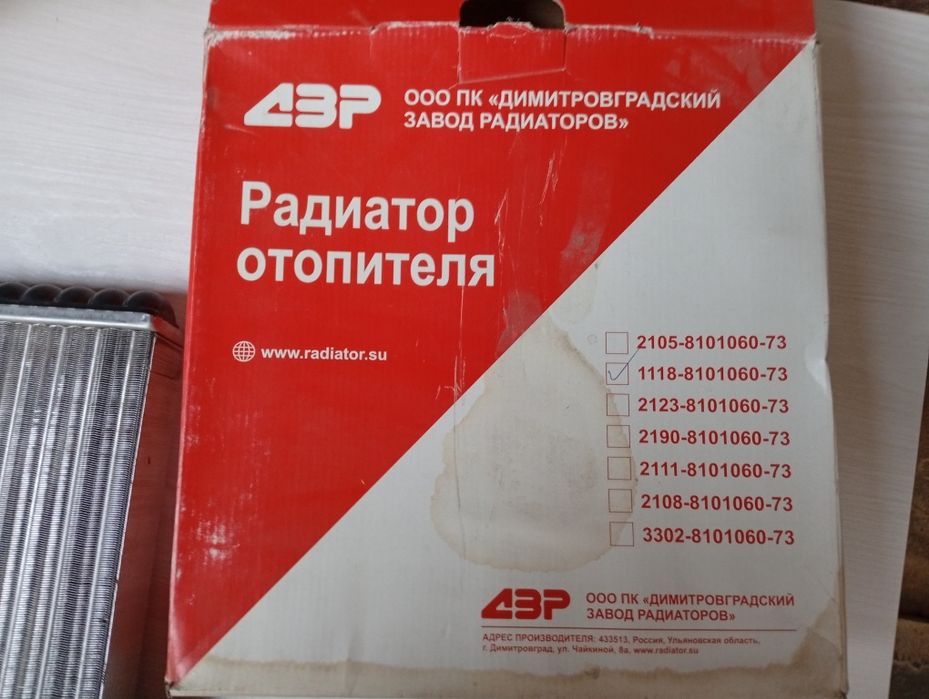 ДЗР
ООО ПК «ДИМИТРОВГРАДСКИЙ
ЗАВОД РАДИАТОРОВ»
Радиатор
отопителя
www.radiator.su
2105-8101060-73
1118-8101060-73
2123-8101060-73
2190-8101060-73
2111-8101060-73
2108-8101060-73
3302-8101060-73
ДЗР
ООО ПК «ДИМИТРОВГРАДСКИЙ
ЗАВОД РАДИАТОРОВ»
АДРЕС ПРОИЗВОДИТЕЛЯ: 433513, Россия, Ульяновская область,
г. Димитровград, ул. Чайкиной, 8а, www.radiator.su